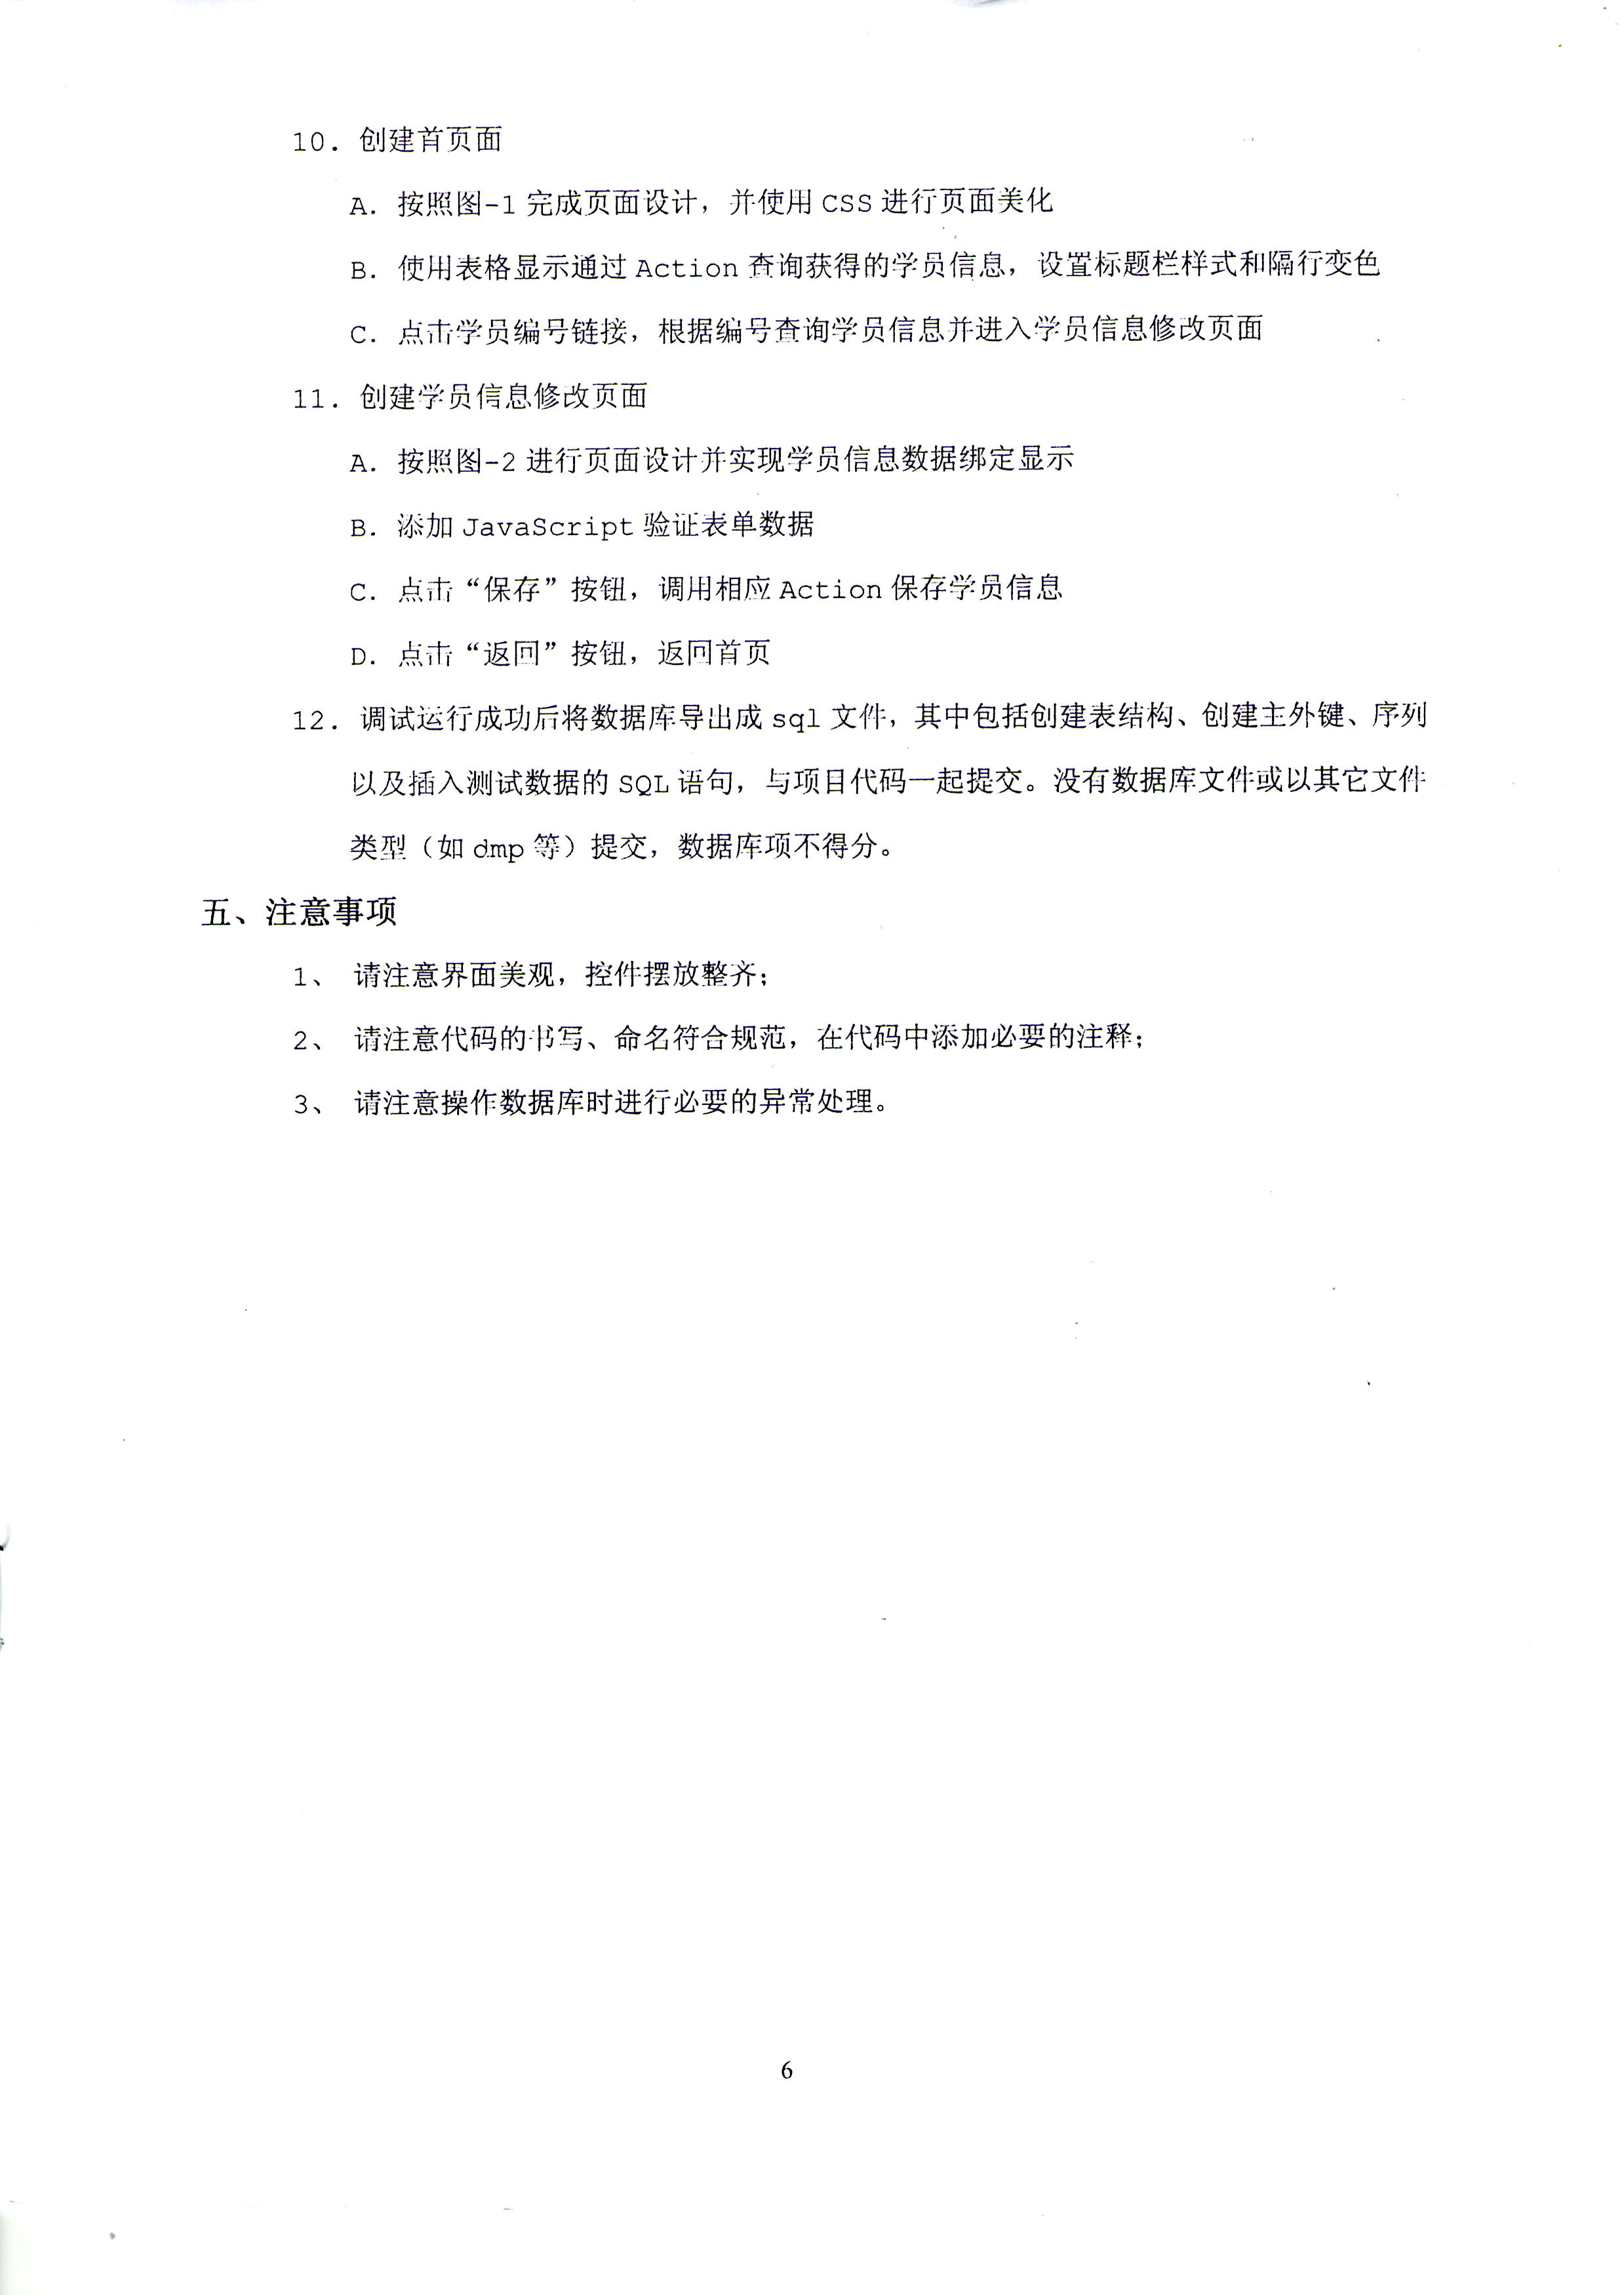 10. 创建首页面
A. 按照图-1 完成页面设计，并使用 CSS 进行页面美化
B. 使用表格显示通过 Action 查询获得的学员信息，设置标题栏样式和隔行变色
C. 点击学员编号链接，根据编号查询学员信息并进入学员信息修改页面
11. 创建学员信息修改页面
A. 按照图-2 进行页面设计并实现学员信息数据绑定显示
B. 添加 JavaScript 验证表单数据
C. 点击“保存”按钮，调用相应 Action 保存学员信息
D. 点击“返回”按钮，返回首页
12. 调试运行成功后将数据库导出成 sql 文件，其中包括创建表结构、创建主外键、序列
以及插入测试数据的 SQL 语句，与项目代码一起提交。没有数据库文件或以其它文件
类型（如 dmp 等）提交，数据库项不得分。
五、注意事项
1、 请注意界面美观，控件摆放整齐；
2、 请注意代码的书写、命名符合规范，在代码中添加必要的注释；
3、 请注意操作数据库时进行必要的异常处理。
6